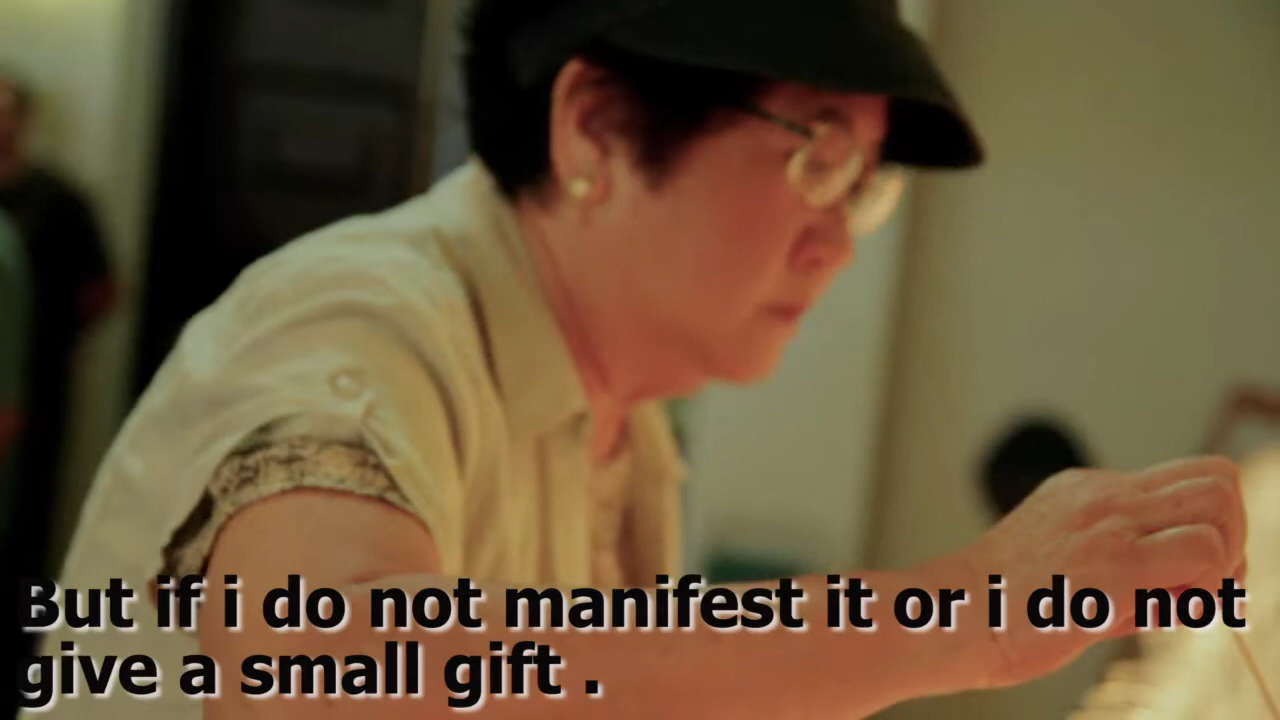 But if i do not manifest it or i do not
give a small gift .